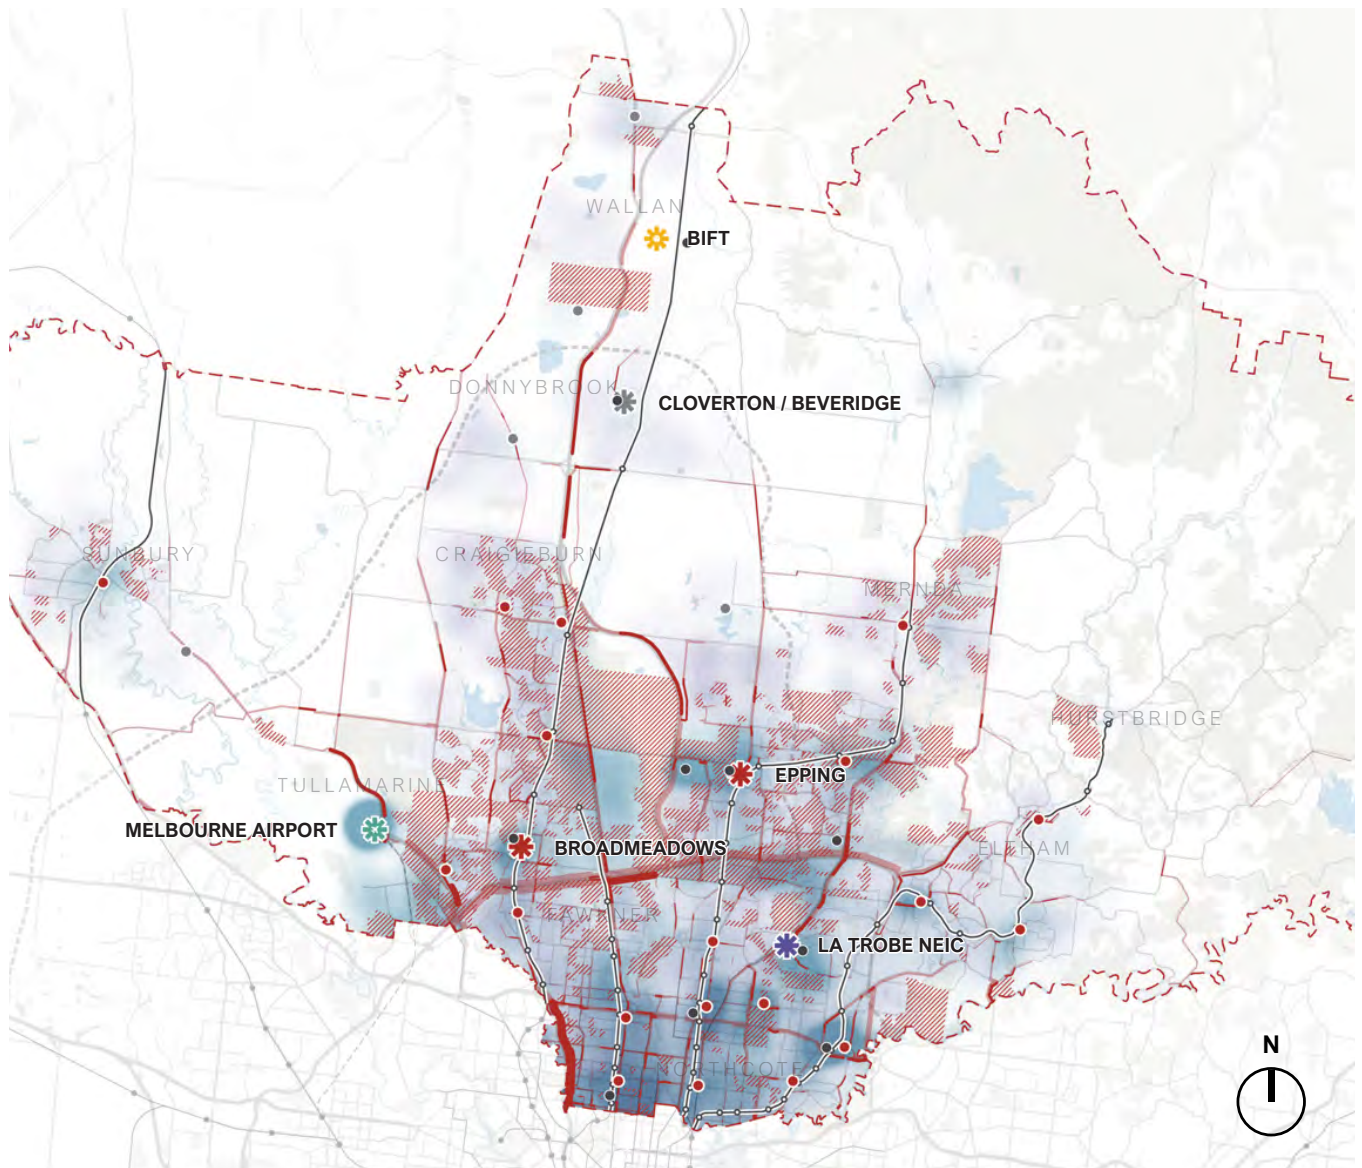 WALLAN
BIFT
DONNYBROOK
CLOVERTON / BEVERIDGE
SUNBURY
CRAIGIEBURN
MERNDA
HURSTBRIDGE
TULLAMARINE
EPPING
MELBOURNE AIRPORT
BROADMEADOWS
ELTHAM
FAWKNER
LA TROBE NEIC
NORTHCOTE
N